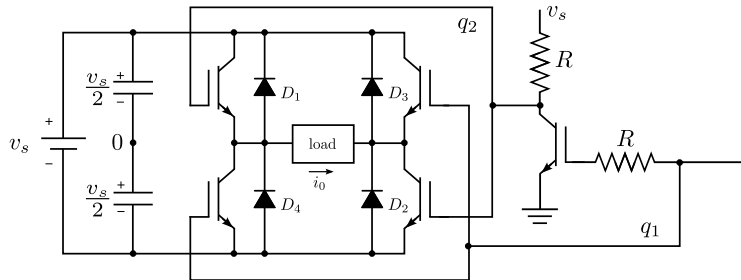 q₂
vₛ
R
+
vₛ/2
−
D₁
D₃
+
vₛ
−
0
load
i₀
R
+
vₛ/2
−
D₄
D₂
q₁